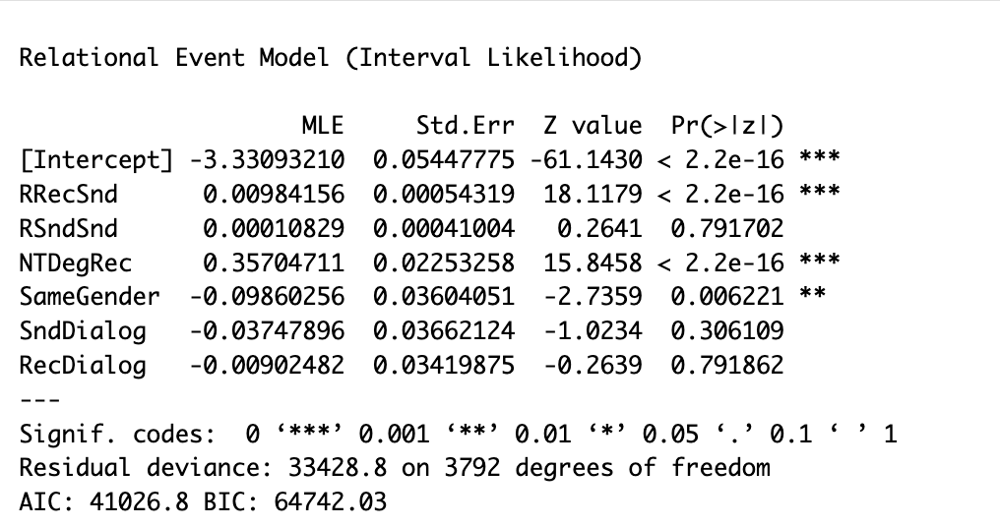 Relational Event Model (Interval Likelihood)
MLE Std.Err Z value Pr(>|z|)
[Intercept] -3.33093210 0.05447775 -61.1430 < 2.2e-16 ***
RRecSnd 0.00984156 0.00054319 18.1179 < 2.2e-16 ***
RSndSnd 0.00010829 0.00041004 0.2641 0.791702
NTDegRec 0.35704711 0.02253258 15.8458 < 2.2e-16 ***
SameGender -0.09860256 0.03604051 -2.7359 0.006221 **
SndDialog -0.03747896 0.03662124 -1.0234 0.306109
RecDialog -0.00902482 0.03419875 -0.2639 0.791862
---
Signif. codes: 0 ‘***’ 0.001 ‘**’ 0.01 ‘*’ 0.05 ‘.’ 0.1 ‘ ’ 1
Residual deviance: 33428.8 on 3792 degrees of freedom
AIC: 41026.8 BIC: 64742.03